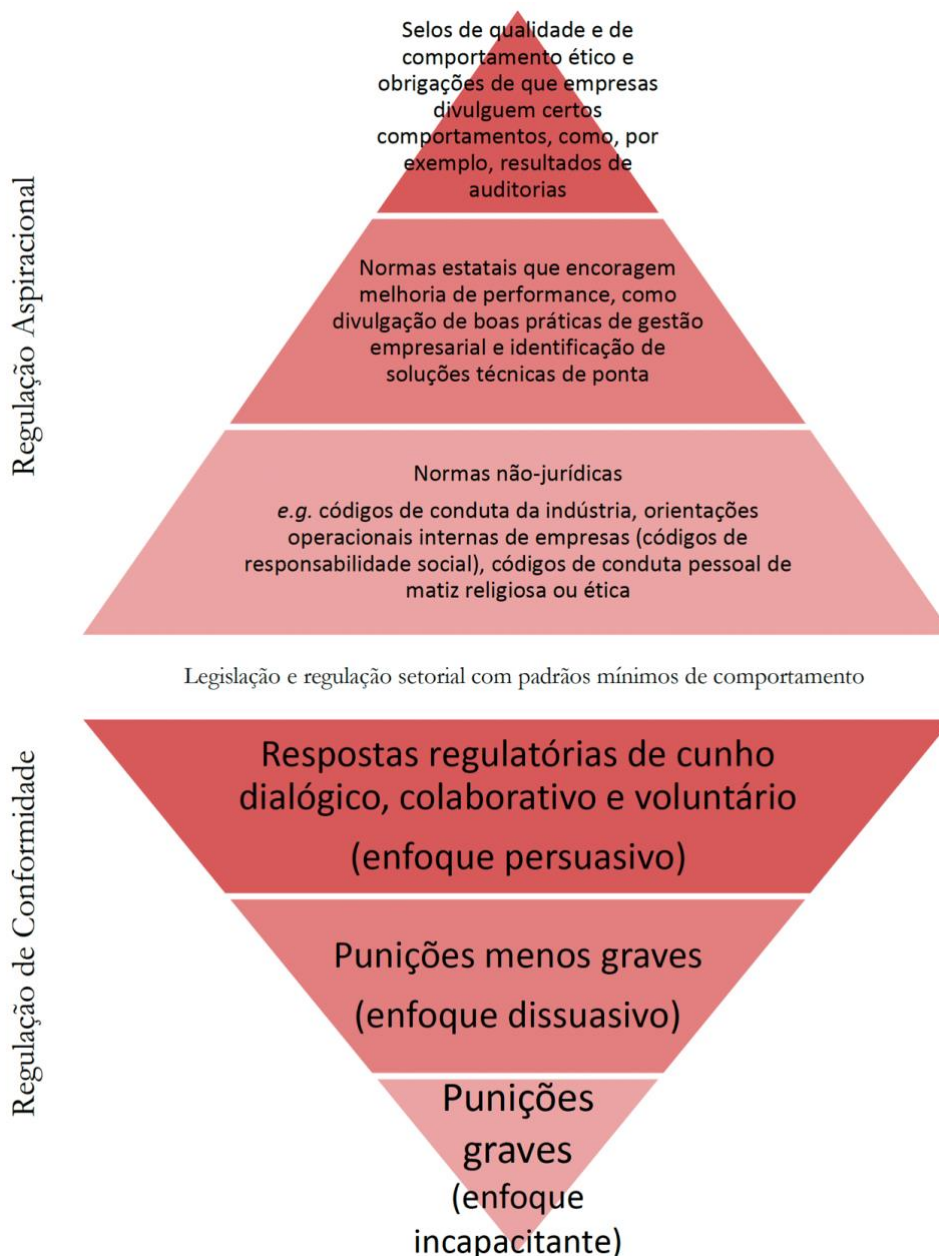 Regulação Aspiracional
Selos de qualidade e de
comportamento ético e
obrigações de que empresas
divulguem certos
comportamentos, como, por
exemplo, resultados de
auditorias
Normas estatais que encoragem
melhoria de performance, como
divulgação de boas práticas de gestão
empresarial e identificação de
soluções técnicas de ponta
Normas não-jurídicas
e.g. códigos de conduta da indústria, orientações
operacionais internas de empresas (códigos de
responsabilidade social), códigos de conduta pessoal de
matiz religiosa ou ética
Legislação e regulação setorial com padrãos mínimos de comportamento
Regulação de Conformidade
Respostas regulatórias de cunho
dialógico, colaborativo e voluntário
(enfoque persuasivo)
Punições menos graves
(enfoque dissuasivo)
Punições
graves
(enfoque
incapacitante)